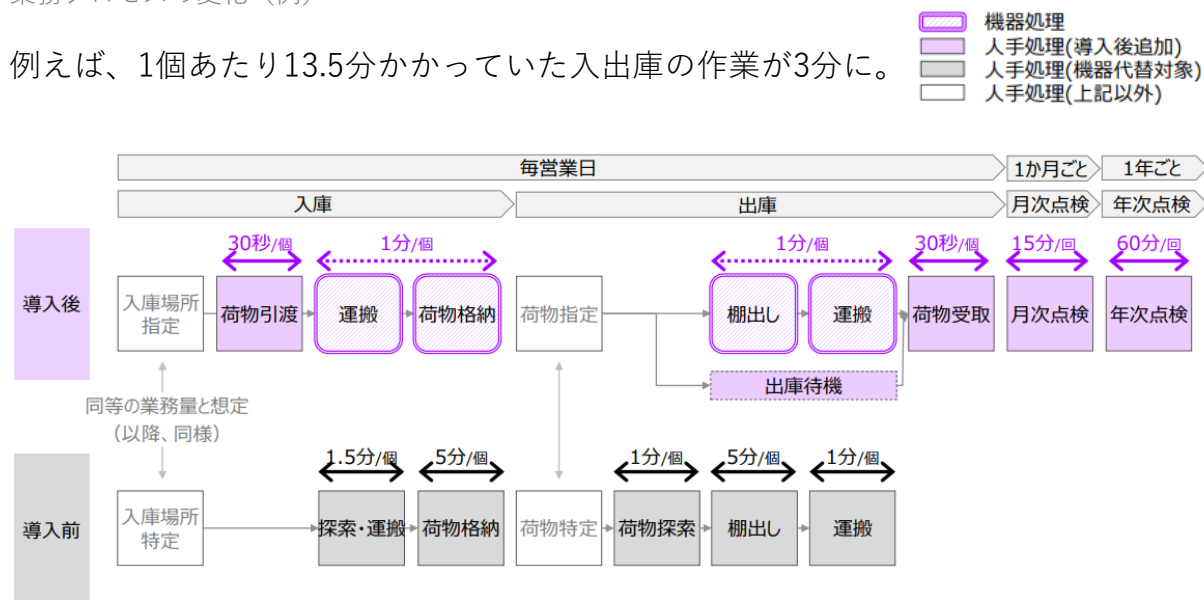 業務プロセスの変化（例）
機器処理
人手処理(導入後追加)
人手処理(機器代替対象)
人手処理(上記以外)
例えば、1個あたり13.5分かかっていた入出庫の作業が3分に。
毎営業日
1か月ごと
1年ごと
入庫
出庫
月次点検
年次点検
30秒/個
1分/個
1分/個
30秒/個
15分/回
60分/回
導入後
入庫場所
指定
荷物引渡
運搬
荷物格納
荷物指定
棚出し
運搬
荷物受取
月次点検
年次点検
出庫待機
同等の業務量と想定
（以降、同様）
1.5分/個
5分/個
1分/個
5分/個
1分/個
導入前
入庫場所
特定
探索・運搬
荷物格納
荷物特定
荷物探索
棚出し
運搬